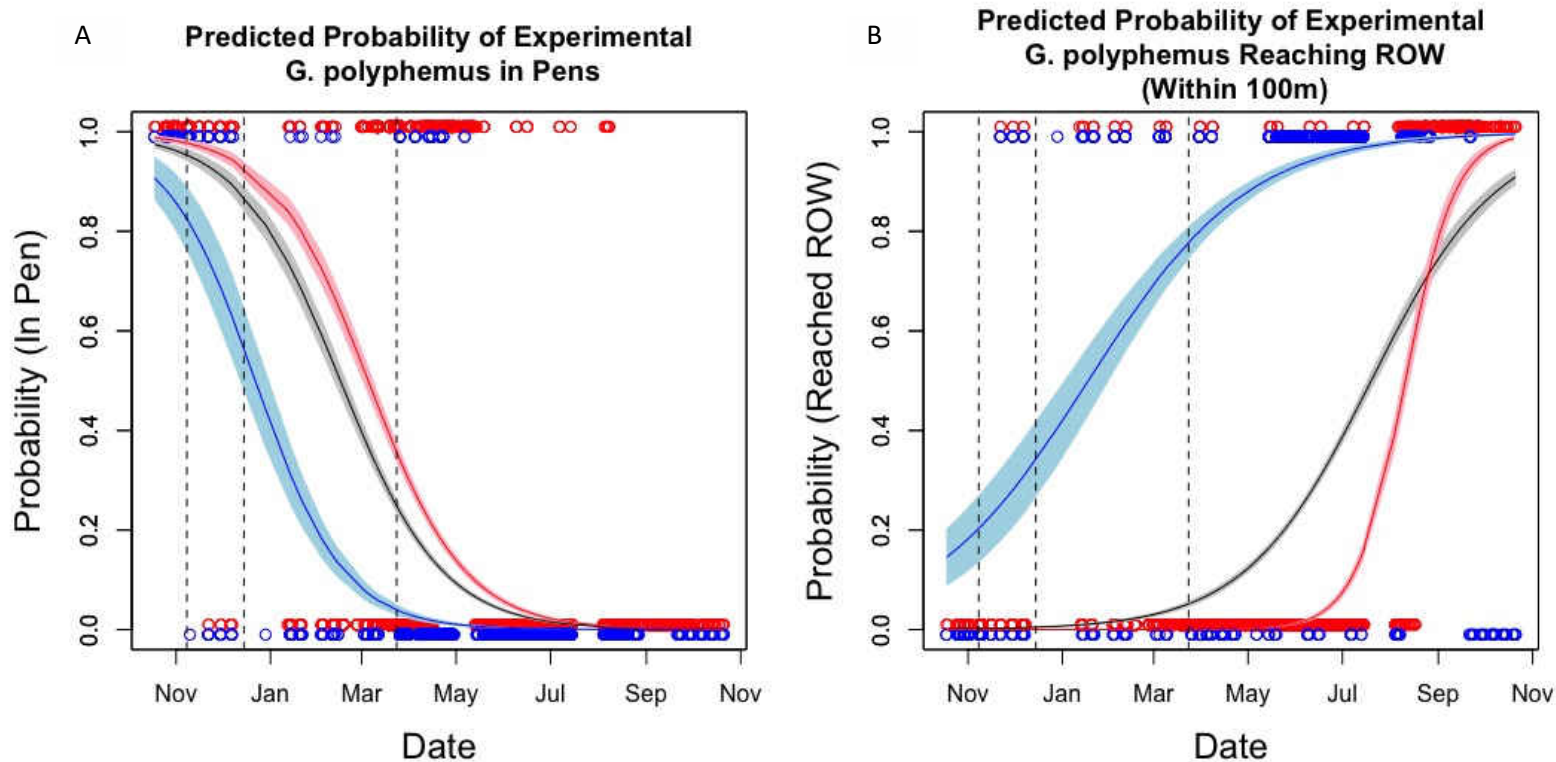 A
Predicted Probability of Experimental
G. polyphemus in Pens
Probability (In Pen)
1.0
0.8
0.6
0.4
0.2
0.0
Nov Jan Mar May Jul Sep Nov
Date
B
Predicted Probability of Experimental
G. polyphemus Reaching ROW
(Within 100m)
Probability (Reached ROW)
1.0
0.8
0.6
0.4
0.2
0.0
Nov Jan Mar May Jul Sep Nov
Date